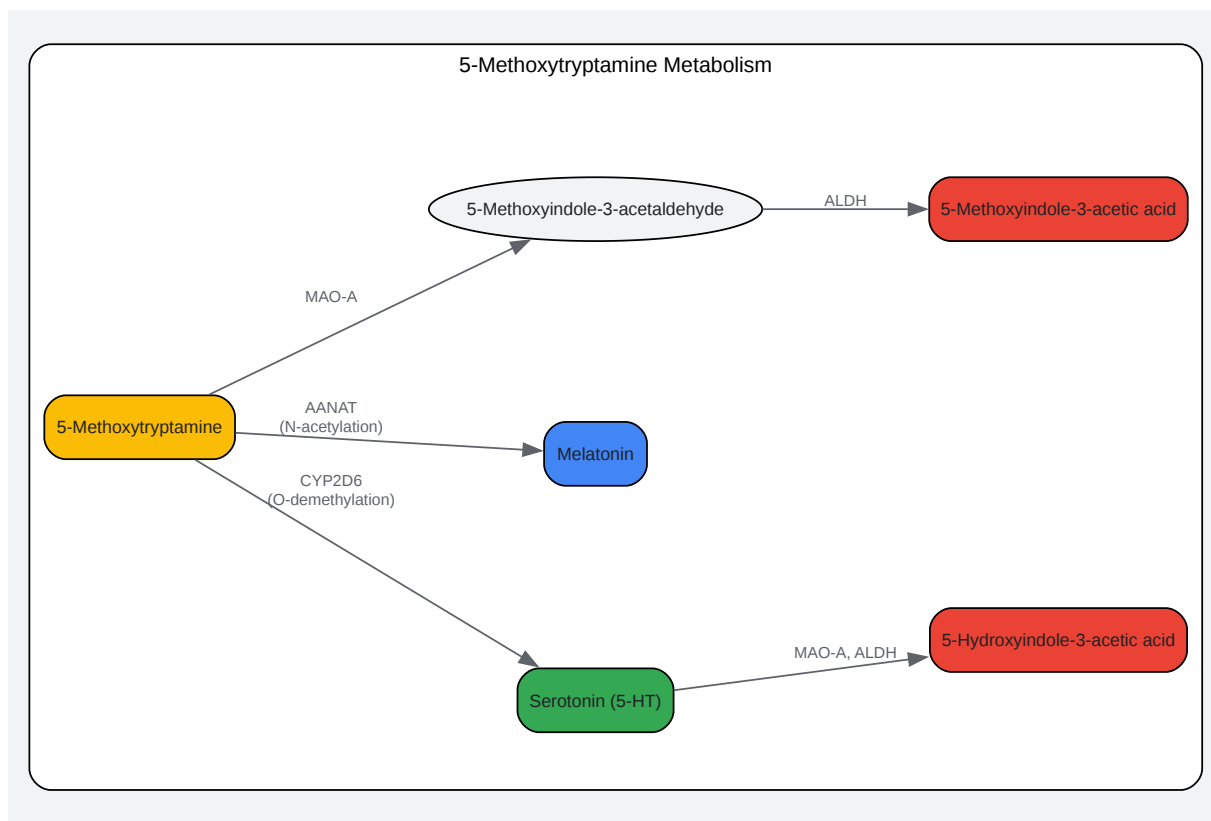 5-Methoxytryptamine Metabolism
5-Methoxyindole-3-acetaldehyde
ALDH
5-Methoxyindole-3-acetic acid
MAO-A
5-Methoxytryptamine
AANAT
(N-acetylation)
Melatonin
CYP2D6
(O-demethylation)
Serotonin (5-HT)
MAO-A, ALDH
5-Hydroxyindole-3-acetic acid